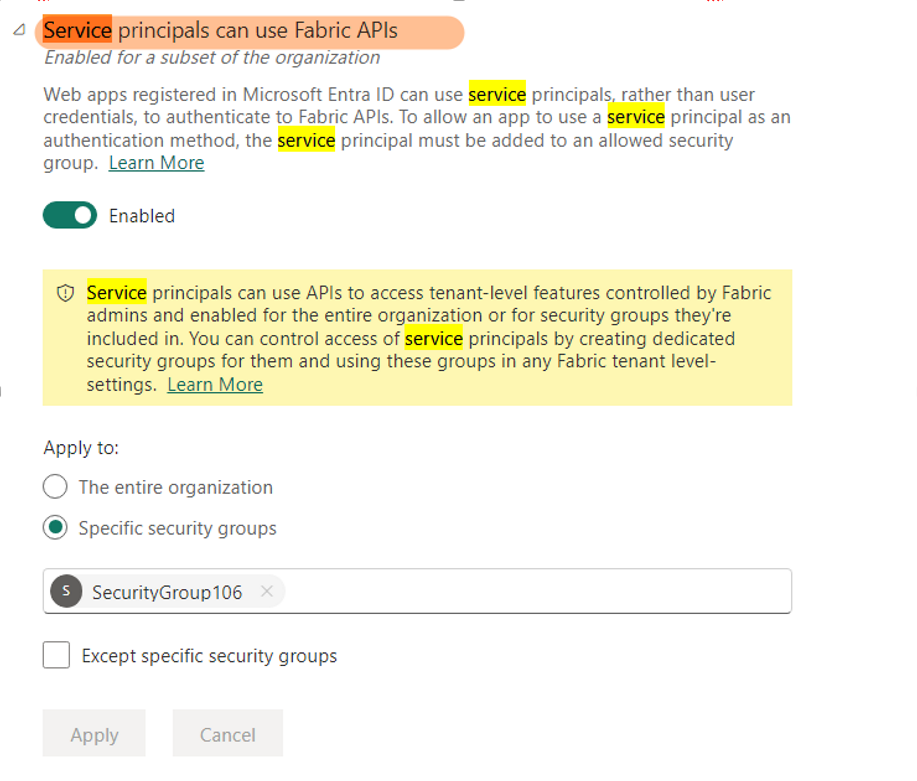 Service principals can use Fabric APIs
Enabled for a subset of the organization
Web apps registered in Microsoft Entra ID can use service principals, rather than user
credentials, to authenticate to Fabric APIs. To allow an app to use a service principal as an
authentication method, the service principal must be added to an allowed security
group. Learn More
Enabled
Service principals can use APIs to access tenant-level features controlled by Fabric
admins and enabled for the entire organization or for security groups they're
included in. You can control access of service principals by creating dedicated
security groups for them and using these groups in any Fabric tenant level-
settings. Learn More
Apply to:
The entire organization
Specific security groups
S SecurityGroup106
Except specific security groups
Apply Cancel